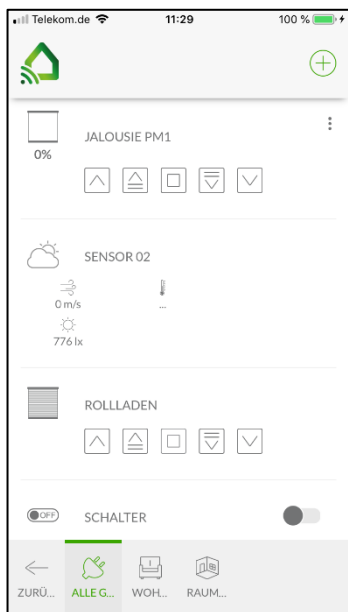 Telekom.de 11:29 100 %
JALOUSIE PM1
0%
SENSOR 02
0 m/s ...
776 lx
ROLLLADEN
OFF SCHALTER
ZURÜ... ALLE G... WOH... RAUM...